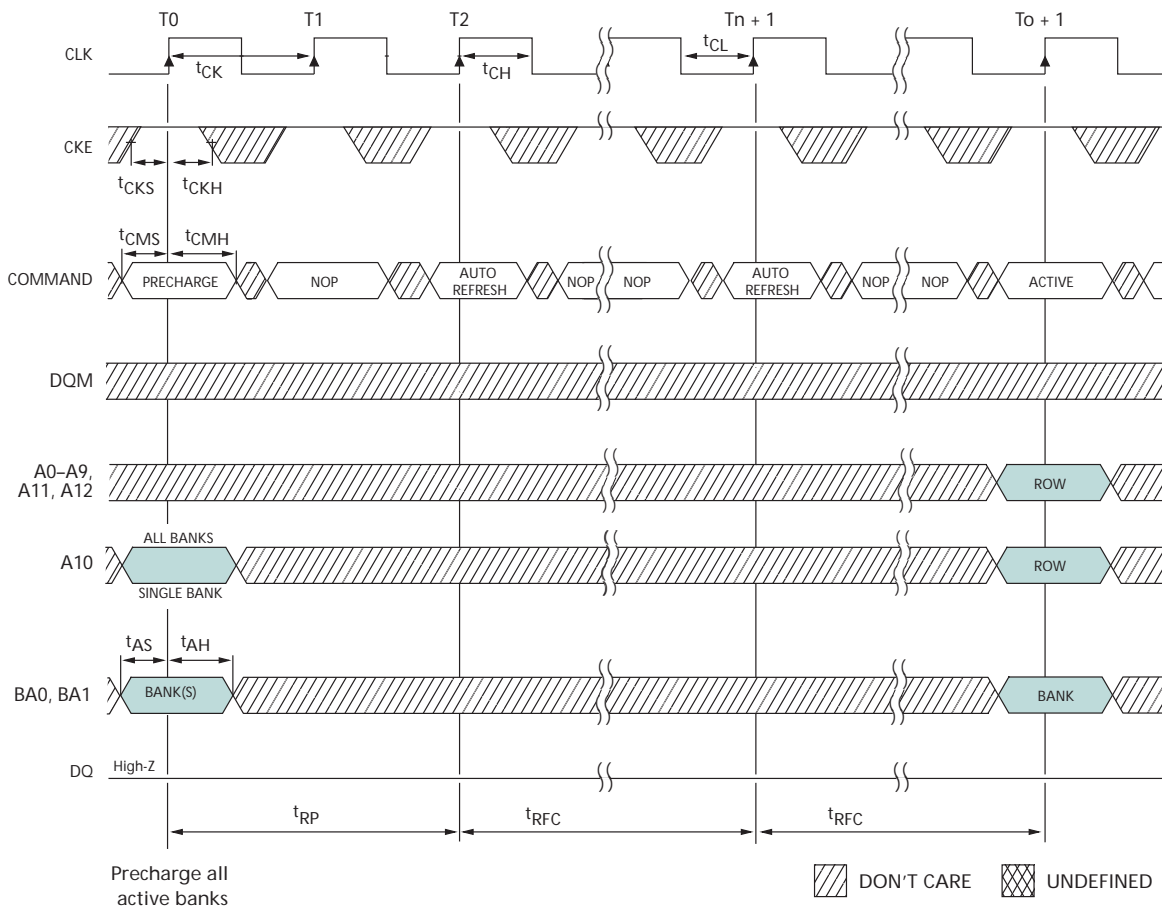 T0 T1 T2 Tn + 1 To + 1
CLK
tCK tCH tCL
CKE
tCKS tCKH
tCMS tCMH
COMMAND PRECHARGE NOP AUTO REFRESH NOP NOP AUTO REFRESH NOP NOP ACTIVE
DQM
A0–A9,
A11, A12 ROW
ALL BANKS
A10 ROW
SINGLE BANK
tAS tAH
BA0, BA1 BANK(S) BANK
DQ High-Z
tRP tRFC tRFC
Precharge all
active banks
DON'T CARE UNDEFINED